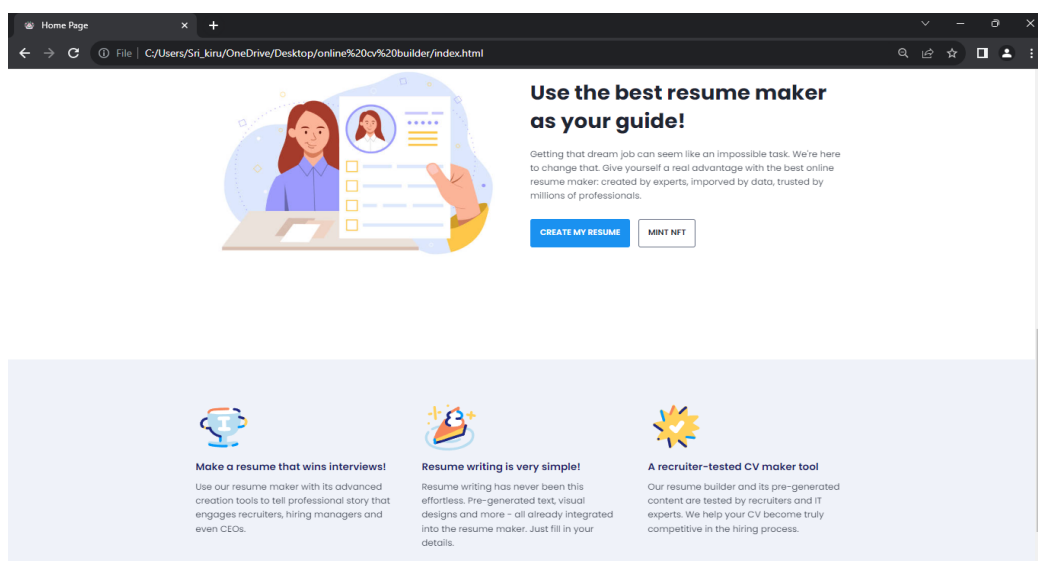 Home Page
File | C:/Users/Sri_kiru/OneDrive/Desktop/online%20cv%20builder/index.html
Use the best resume maker
as your guide!
Getting that dream job can seem like an impossible task. We're here
to change that. Give yourself a real advantage with the best online
resume maker: created by experts, imporved by data, trusted by
millions of professionals.
CREATE MY RESUME
MINT NFT
Make a resume that wins interviews!
Use our resume maker with its advanced
creation tools to tell professional story that
engages recruiters, hiring managers and
even CEOs.
Resume writing is very simple!
Resume writing has never been this
effortless. Pre-generated text, visual
designs and more - all already integrated
into the resume maker. Just fill in your
details.
A recruiter-tested CV maker tool
Our resume builder and its pre-generated
content are tested by recruiters and IT
experts. We help your CV become truly
competitive in the hiring process.